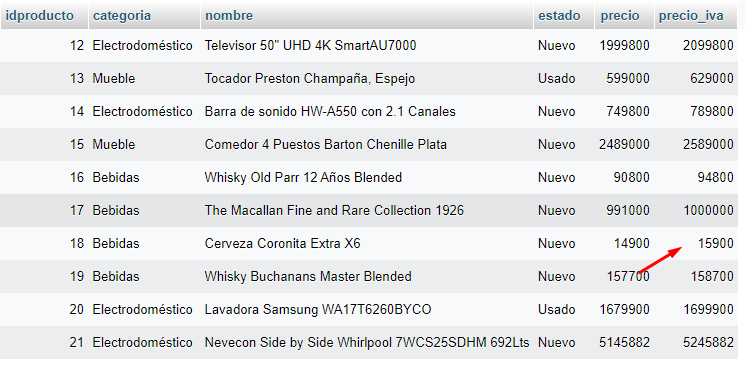 idproducto categoria nombre estado precio precio_iva
12 Electrodoméstico Televisor 50" UHD 4K SmartAU7000 Nuevo 1999800 2099800
13 Mueble Tocador Preston Champaña, Espejo Usado 599000 629000
14 Electrodoméstico Barra de sonido HW-A550 con 2.1 Canales Nuevo 749800 789800
15 Mueble Comedor 4 Puestos Barton Chenille Plata Nuevo 2489000 2589000
16 Bebidas Whisky Old Parr 12 Años Blended Nuevo 90800 94800
17 Bebidas The Macallan Fine and Rare Collection 1926 Nuevo 991000 1000000
18 Bebidas Cerveza Coronita Extra X6 Nuevo 14900 15900
19 Bebidas Whisky Buchanans Master Blended Nuevo 157700 158700
20 Electrodoméstico Lavadora Samsung WA17T6260BYCO Usado 1679900 1699900
21 Electrodoméstico Nevecon Side by Side Whirlpool 7WCS25SDHM 692Lts Nuevo 5145882 5245882